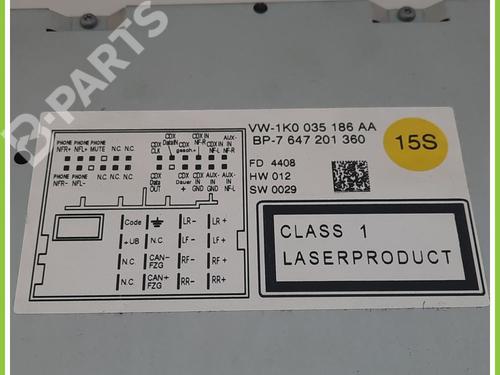 B-PARTS
VW-1K0 035 186 AA
BP-7 647 201 360
15S
FD 4408
HW 012
SW 0029
CLASS 1
LASERPRODUCT
PHONE NFR+
PHONE NFL+
PHONE MUTE
N.C.
N.C.
CDX CLK
CDX DataIN
CDX gesch+
CDX IN NF-R
AUX- IN NF-R
PHONE NFR-
PHONE NFL-
N.C.
N.C.
N.C.
Data OUT
CDX Dauer +
CDX IN GND
AUX- IN GND
CDX IN NF-L
AUX- IN NF-L
Code LR- LR+
+UB N.C. LF- LF+
N.C. CAN- FZG RF- RF+
N.C. CAN+ FZG RR- RR+